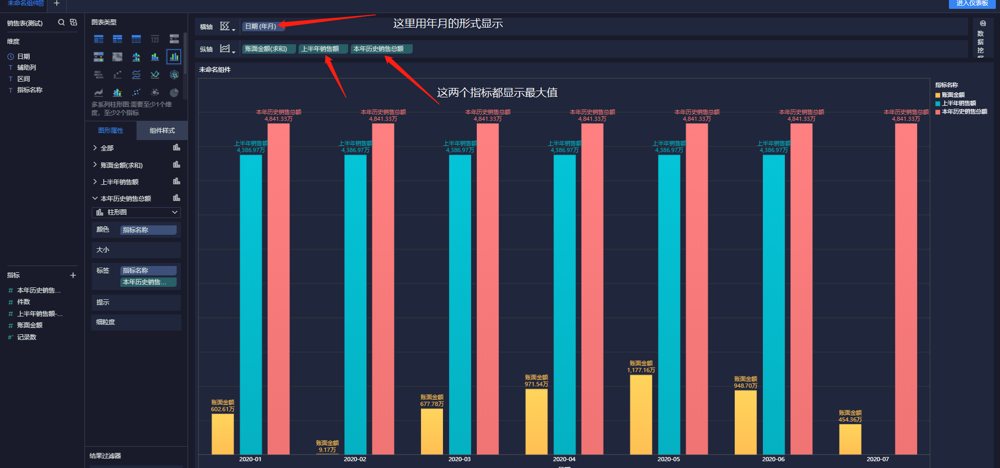 未命名组件
+
进入仪表板
销售表(测试)
维度
日期
T 辅助列
T 区间
T 指标名称
指标
+
# 本年历史销售...
# 件数
# 上半年销售额-...
# 账面金额
#* 记录数
图表类型
123
多系列柱形图:需要至少1个维
度，至少2个指标
图形属性
组件样式
全部
账面金额(求和)
上半年销售额
本年历史销售总额
柱形图
颜色
指标名称
大小
标签
指标名称
本年历史销售...
提示
细粒度
结果过滤器
横轴
日期 (年月)
这里用年月的形式显示
纵轴
账面金额(求和)
上半年销售额
本年历史销售总额
数
据
挖
未命名组件
这两个指标都显示最大值
指标名称
账面金额
上半年销售额
本年历史销售总额
本年历史销售总额
4,841.33万
本年历史销售总额
4,841.33万
本年历史销售总额
4,841.33万
本年历史销售总额
4,841.33万
本年历史销售总额
4,841.33万
本年历史销售总额
4,841.33万
本年历史销售总额
4,841.33万
上半年销售额
4,386.97万
上半年销售额
4,386.97万
上半年销售额
4,386.97万
上半年销售额
4,386.97万
上半年销售额
4,386.97万
上半年销售额
4,386.97万
账面金额
602.61万
账面金额
9.17万
账面金额
677.78万
账面金额
971.54万
账面金额
1,177.16万
账面金额
948.70万
账面金额
454.36万
2020-01
2020-02
2020-03
2020-04
2020-05
2020-06
2020-07